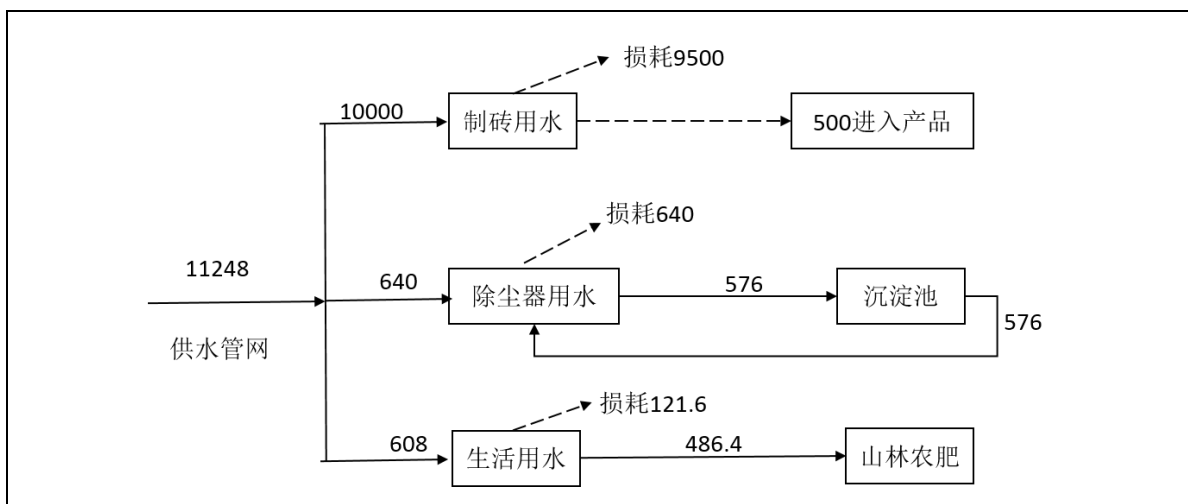 损耗9500
10000
制砖用水
500进入产品
损耗640
11248
640
除尘器用水
576
沉淀池
576
供水管网
损耗121.6
608
生活用水
486.4
山林农肥